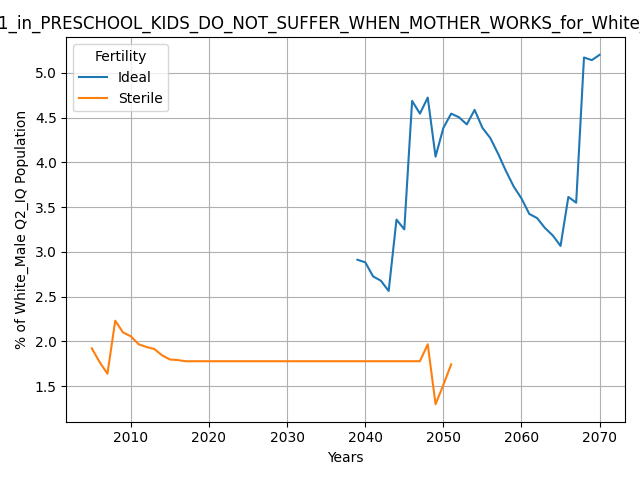 1_in_PRESCHOOL_KIDS_DO_NOT_SUFFER_WHEN_MOTHER_WORKS_for_White_
Fertility
Ideal
Sterile
% of White_Male Q2_IQ Population
5.0
4.5
4.0
3.5
3.0
2.5
2.0
1.5
2010 2020 2030 2040 2050 2060 2070
Years